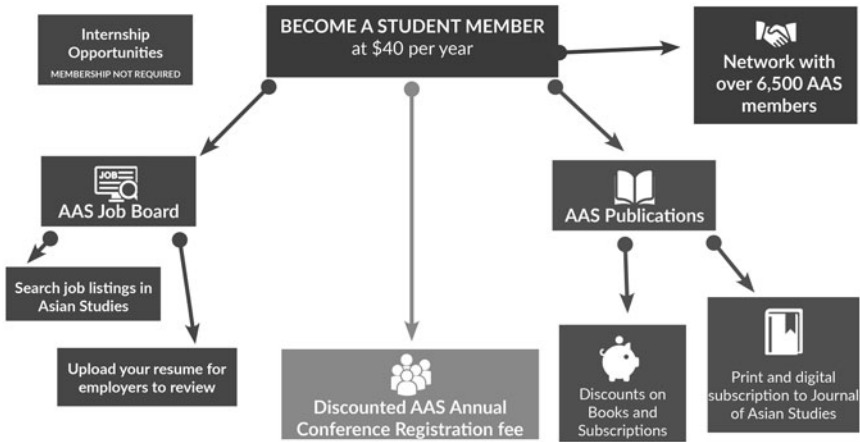 Internship
Opportunities
MEMBERSHIP NOT REQUIRED
BECOME A STUDENT MEMBER
at $40 per year
Network with
over 6,500 AAS
members
JOB
AAS Job Board
AAS Publications
Search job listings in
Asian Studies
Upload your resume for
employers to review
Discounted AAS Annual
Conference Registration fee
Discounts on
Books and
Subscriptions
Print and digital
subscription to Journal
of Asian Studies